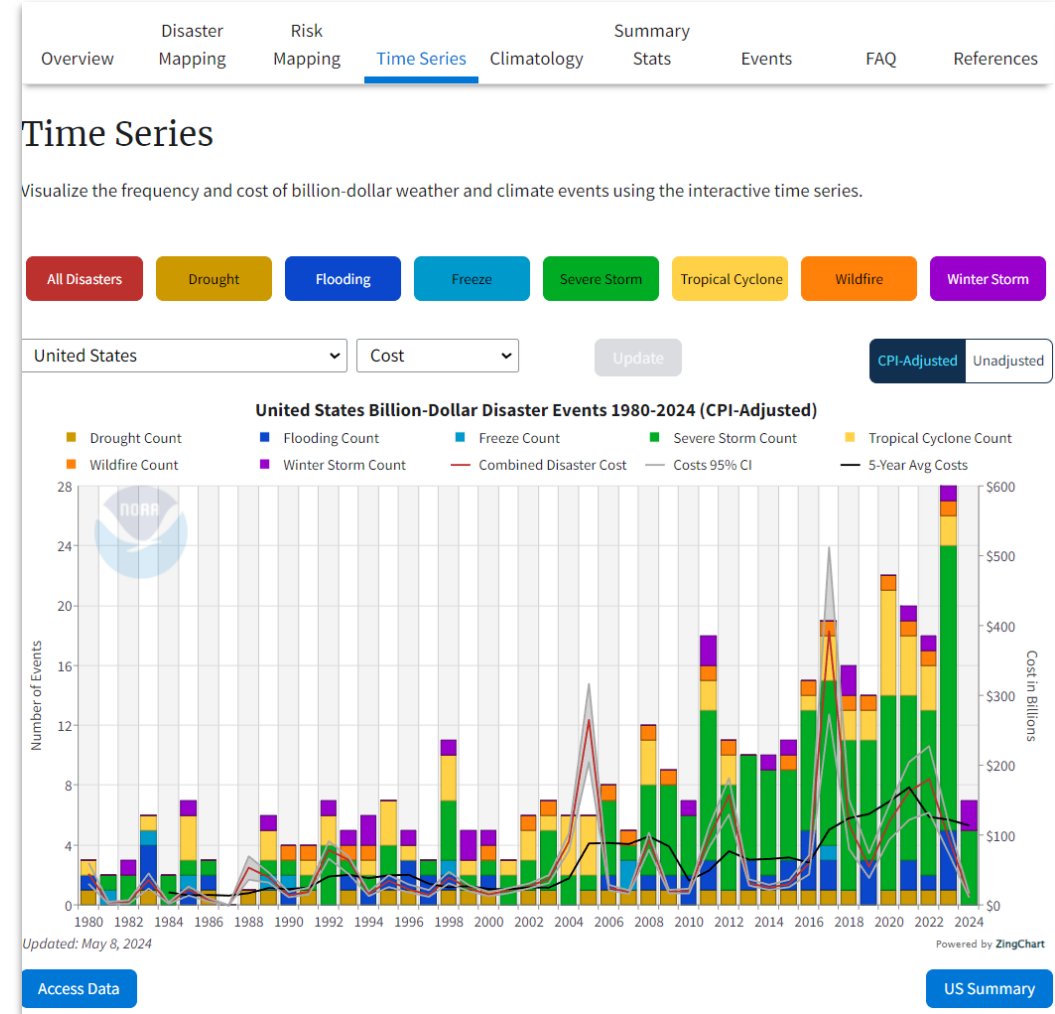 Overview Disaster Mapping Risk Mapping Time Series Climatology Summary Stats Events FAQ References
Time Series
Visualize the frequency and cost of billion-dollar weather and climate events using the interactive time series.
All Disasters Drought Flooding Freeze Severe Storm Tropical Cyclone Wildfire Winter Storm
United States Cost Update CPI-Adjusted Unadjusted
United States Billion-Dollar Disaster Events 1980-2024 (CPI-Adjusted)
Drought Count Flooding Count Freeze Count Severe Storm Count Tropical Cyclone Count
Wildfire Count Winter Storm Count Combined Disaster Cost Costs 95% CI 5-Year Avg Costs
NOAA
Number of Events
28
24
20
16
12
8
4
0
$600
$500
$400
$300
$200
$100
$0
Cost in Billions
1980 1982 1984 1986 1988 1990 1992 1994 1996 1998 2000 2002 2004 2006 2008 2010 2012 2014 2016 2018 2020 2022 2024
Updated: May 8, 2024
Powered by ZingChart
Access Data US Summary